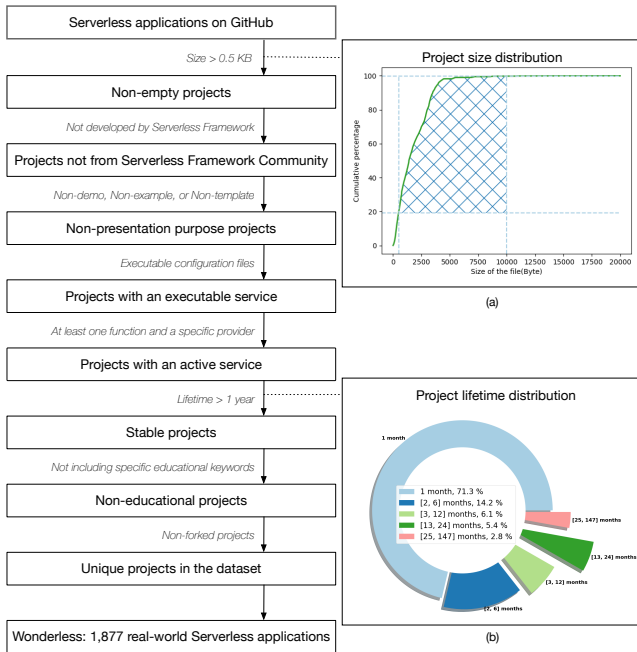 Serverless applications on GitHub
Size > 0.5 KB
Non-empty projects
Not developed by Serverless Framework
Projects not from Serverless Framework Community
Non-demo, Non-example, or Non-template
Non-presentation purpose projects
Executable configuration files
Projects with an executable service
At least one function and a specific provider
Projects with an active service
Lifetime > 1 year
Stable projects
Not including specific educational keywords
Non-educational projects
Non-forked projects
Unique projects in the dataset
Wonderless: 1,877 real-world Serverless applications
Project size distribution
Cumulative percentage
100
80
60
40
20
0
0 2500 5000 7500 10000 12500 15000 17500 20000
Size of the file(Byte)
(a)
Project lifetime distribution
1 month
1 month, 71.3 %
[2, 6] months, 14.2 %
[3, 12] months, 6.1 %
[13, 24] months, 5.4 %
[25, 147] months, 2.8 %
[25, 147] months
[13, 24] months
[3, 12] months
[2, 6] months
(b)